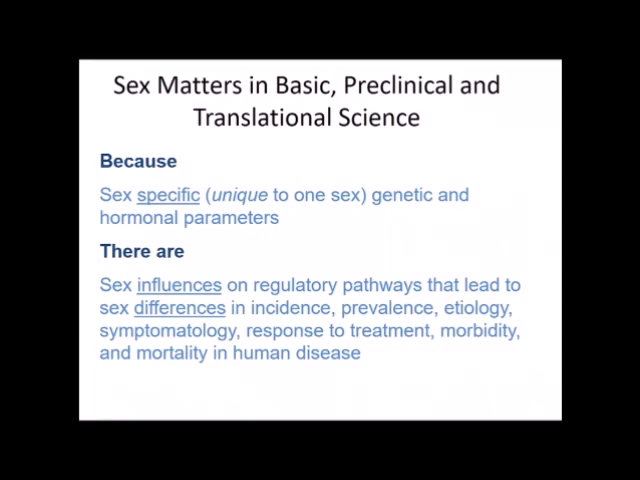 Sex Matters in Basic, Preclinical and
Translational Science
Because
Sex specific (unique to one sex) genetic and
hormonal parameters
There are
Sex influences on regulatory pathways that lead to
sex differences in incidence, prevalence, etiology,
symptomatology, response to treatment, morbidity,
and mortality in human disease